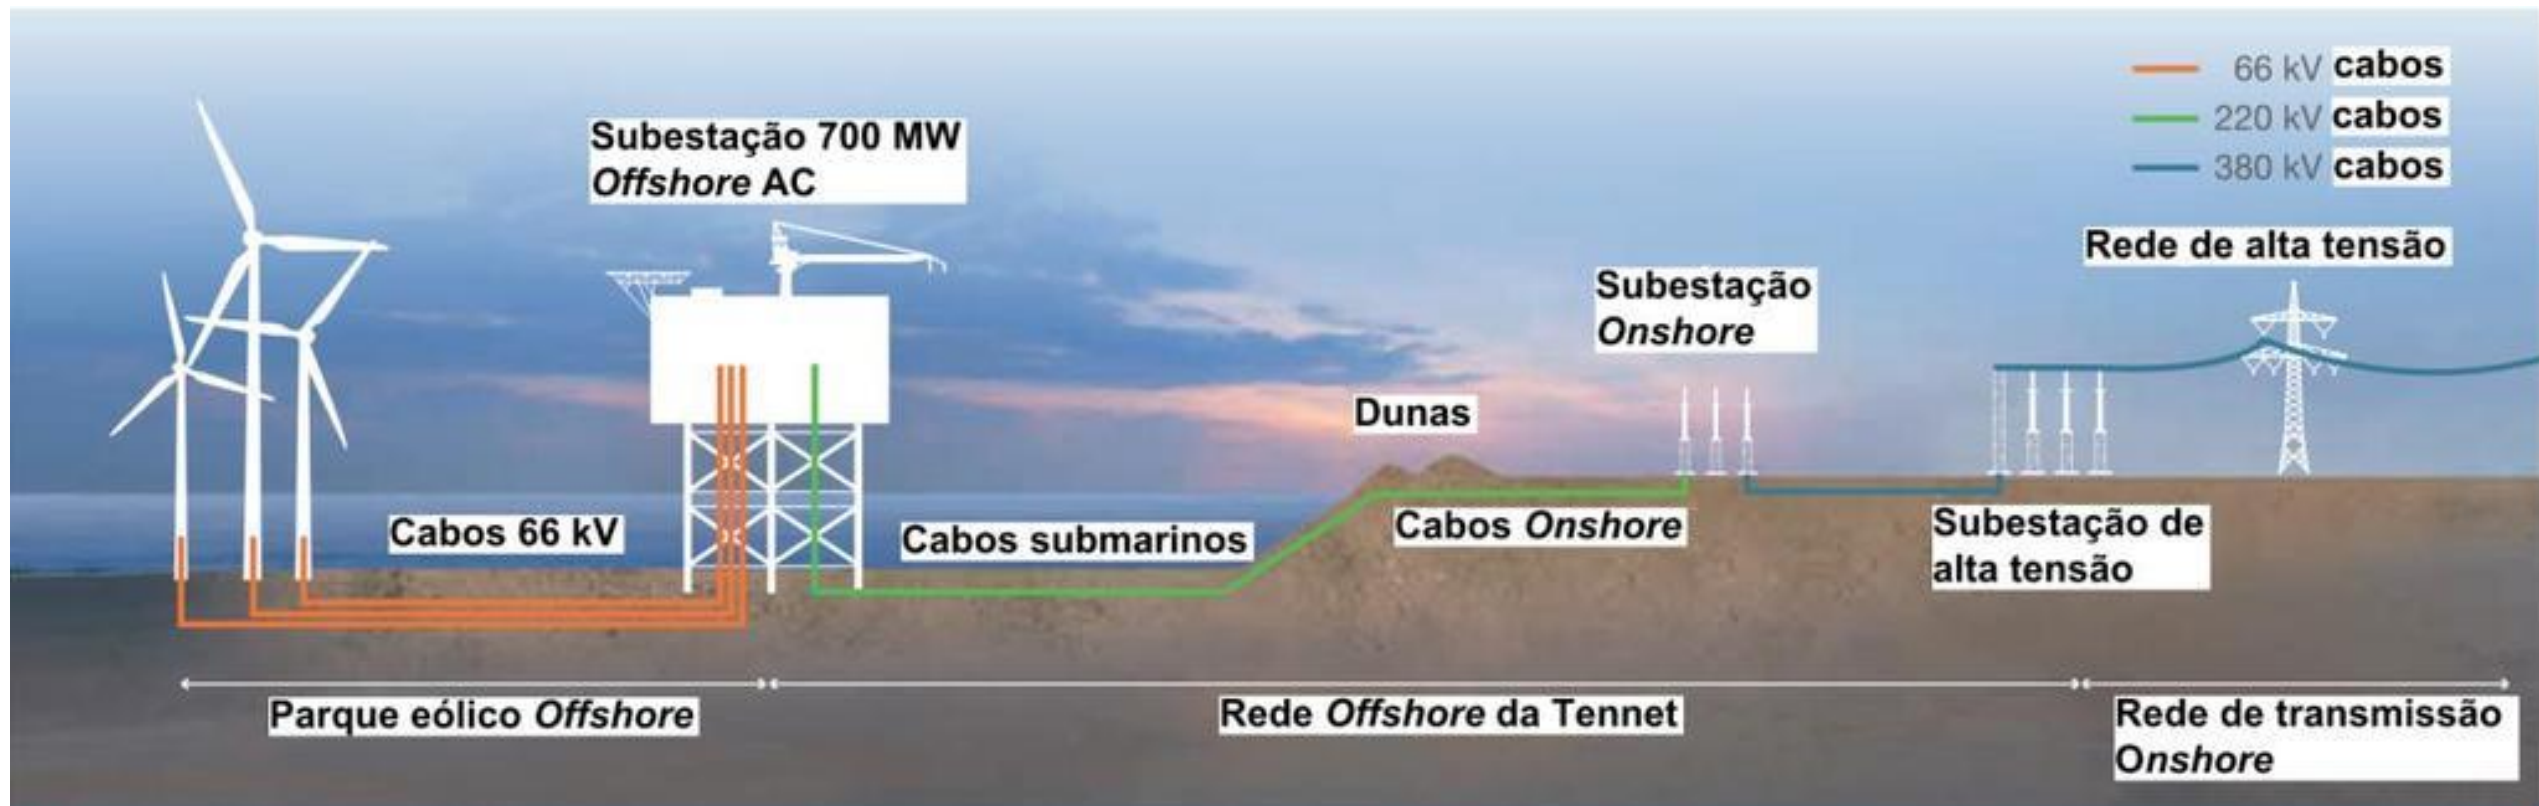 66 kV cabos
220 kV cabos
380 kV cabos
Subestação 700 MW
Offshore AC
Rede de alta tensão
Subestação
Onshore
Dunas
Cabos 66 kV
Cabos submarinos
Cabos Onshore
Subestação de
alta tensão
Parque eólico Offshore
Rede Offshore da Tennet
Rede de transmissão
Onshore